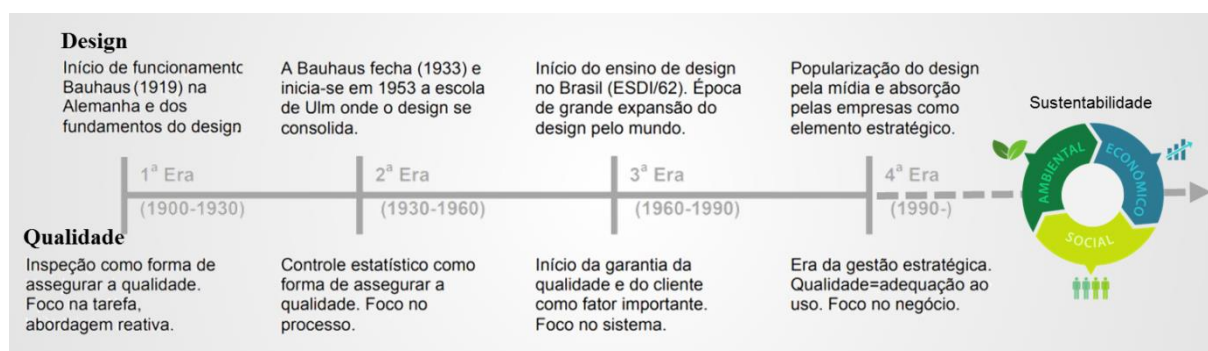 Design
Início de funcionamento
Bauhaus (1919) na
Alemanha e dos
fundamentos do design
A Bauhaus fecha (1933) e
inicia-se em 1953 a escola
de Ulm onde o design se
consolida.
Início do ensino de design
no Brasil (ESDI/62). Época
de grande expansão do
design pelo mundo.
Popularização do design
pela mídia e absorção
pelas empresas como
elemento estratégico.
Sustentabilidade
AMBIENTAL
ECONÔMICO
SOCIAL
1ª Era
(1900-1930)
2ª Era
(1930-1960)
3ª Era
(1960-1990)
4ª Era
(1990-)
Qualidade
Inspeção como forma de
assegurar a qualidade.
Foco na tarefa,
abordagem reativa.
Controle estatístico como
forma de assegurar a
qualidade. Foco no
processo.
Início da garantia da
qualidade e do cliente
como fator importante.
Foco no sistema.
Era da gestão estratégica.
Qualidade=adequação ao
uso. Foco no negócio.